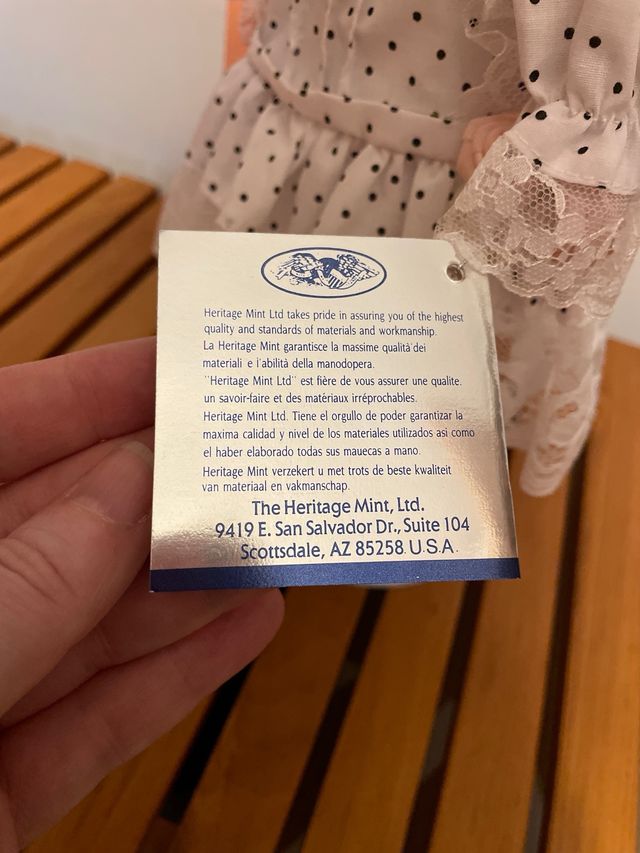 Heritage Mint Ltd takes pride in assuring you of the highest
quality and standards of materials and workmanship.
La Heritage Mint garantisce la massime qualità dei
materiali e l'abilità della manodopera.
"Heritage Mint Ltd" est fière de vous assurer une qualite,
un savoir-faire et des matériaux irréprochables.
Heritage Mint Ltd. Tiene el orgullo de poder garantizar la
maxima calidad y nivel de los materiales utilizados asi como
el haber elaborado todas sus mauecas a mano.
Heritage Mint verzekert u met trots de beste kwaliteit
van materiaal en vakmanschap.
The Heritage Mint, Ltd.
9419 E. San Salvador Dr., Suite 104
Scottsdale, AZ 85258 U.S.A.